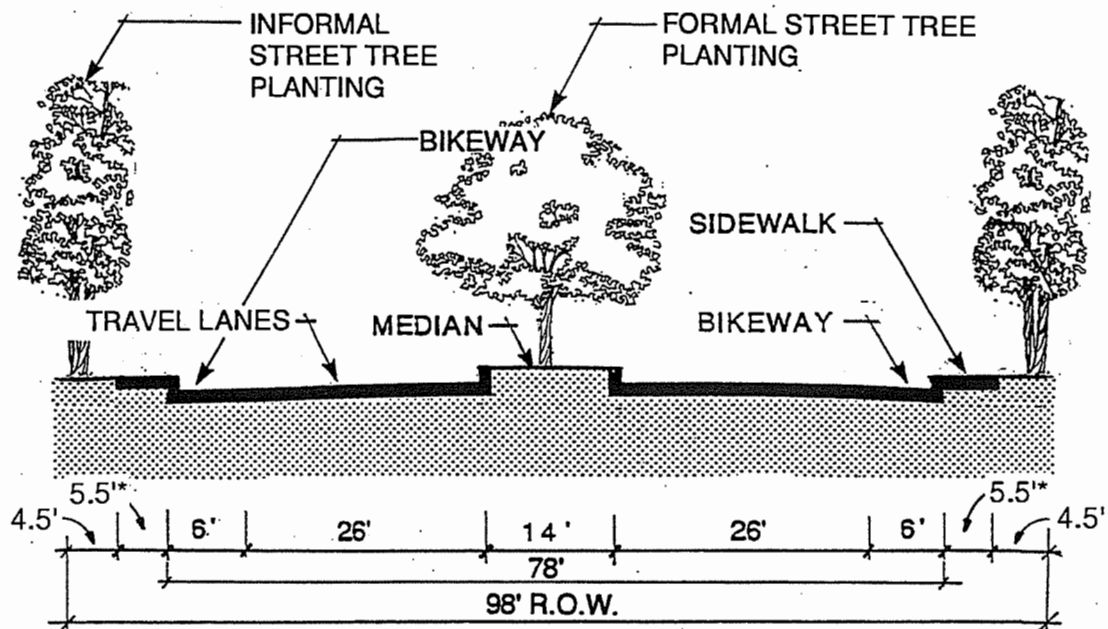 INFORMAL
STREET TREE
PLANTING
FORMAL STREET TREE
PLANTING
BIKEWAY
SIDEWALK
TRAVEL LANES
MEDIAN
BIKEWAY
4.5'
5.5'*
6'
26'
14'
26'
6'
5.5'*
4.5'
78'
98' R.O.W.